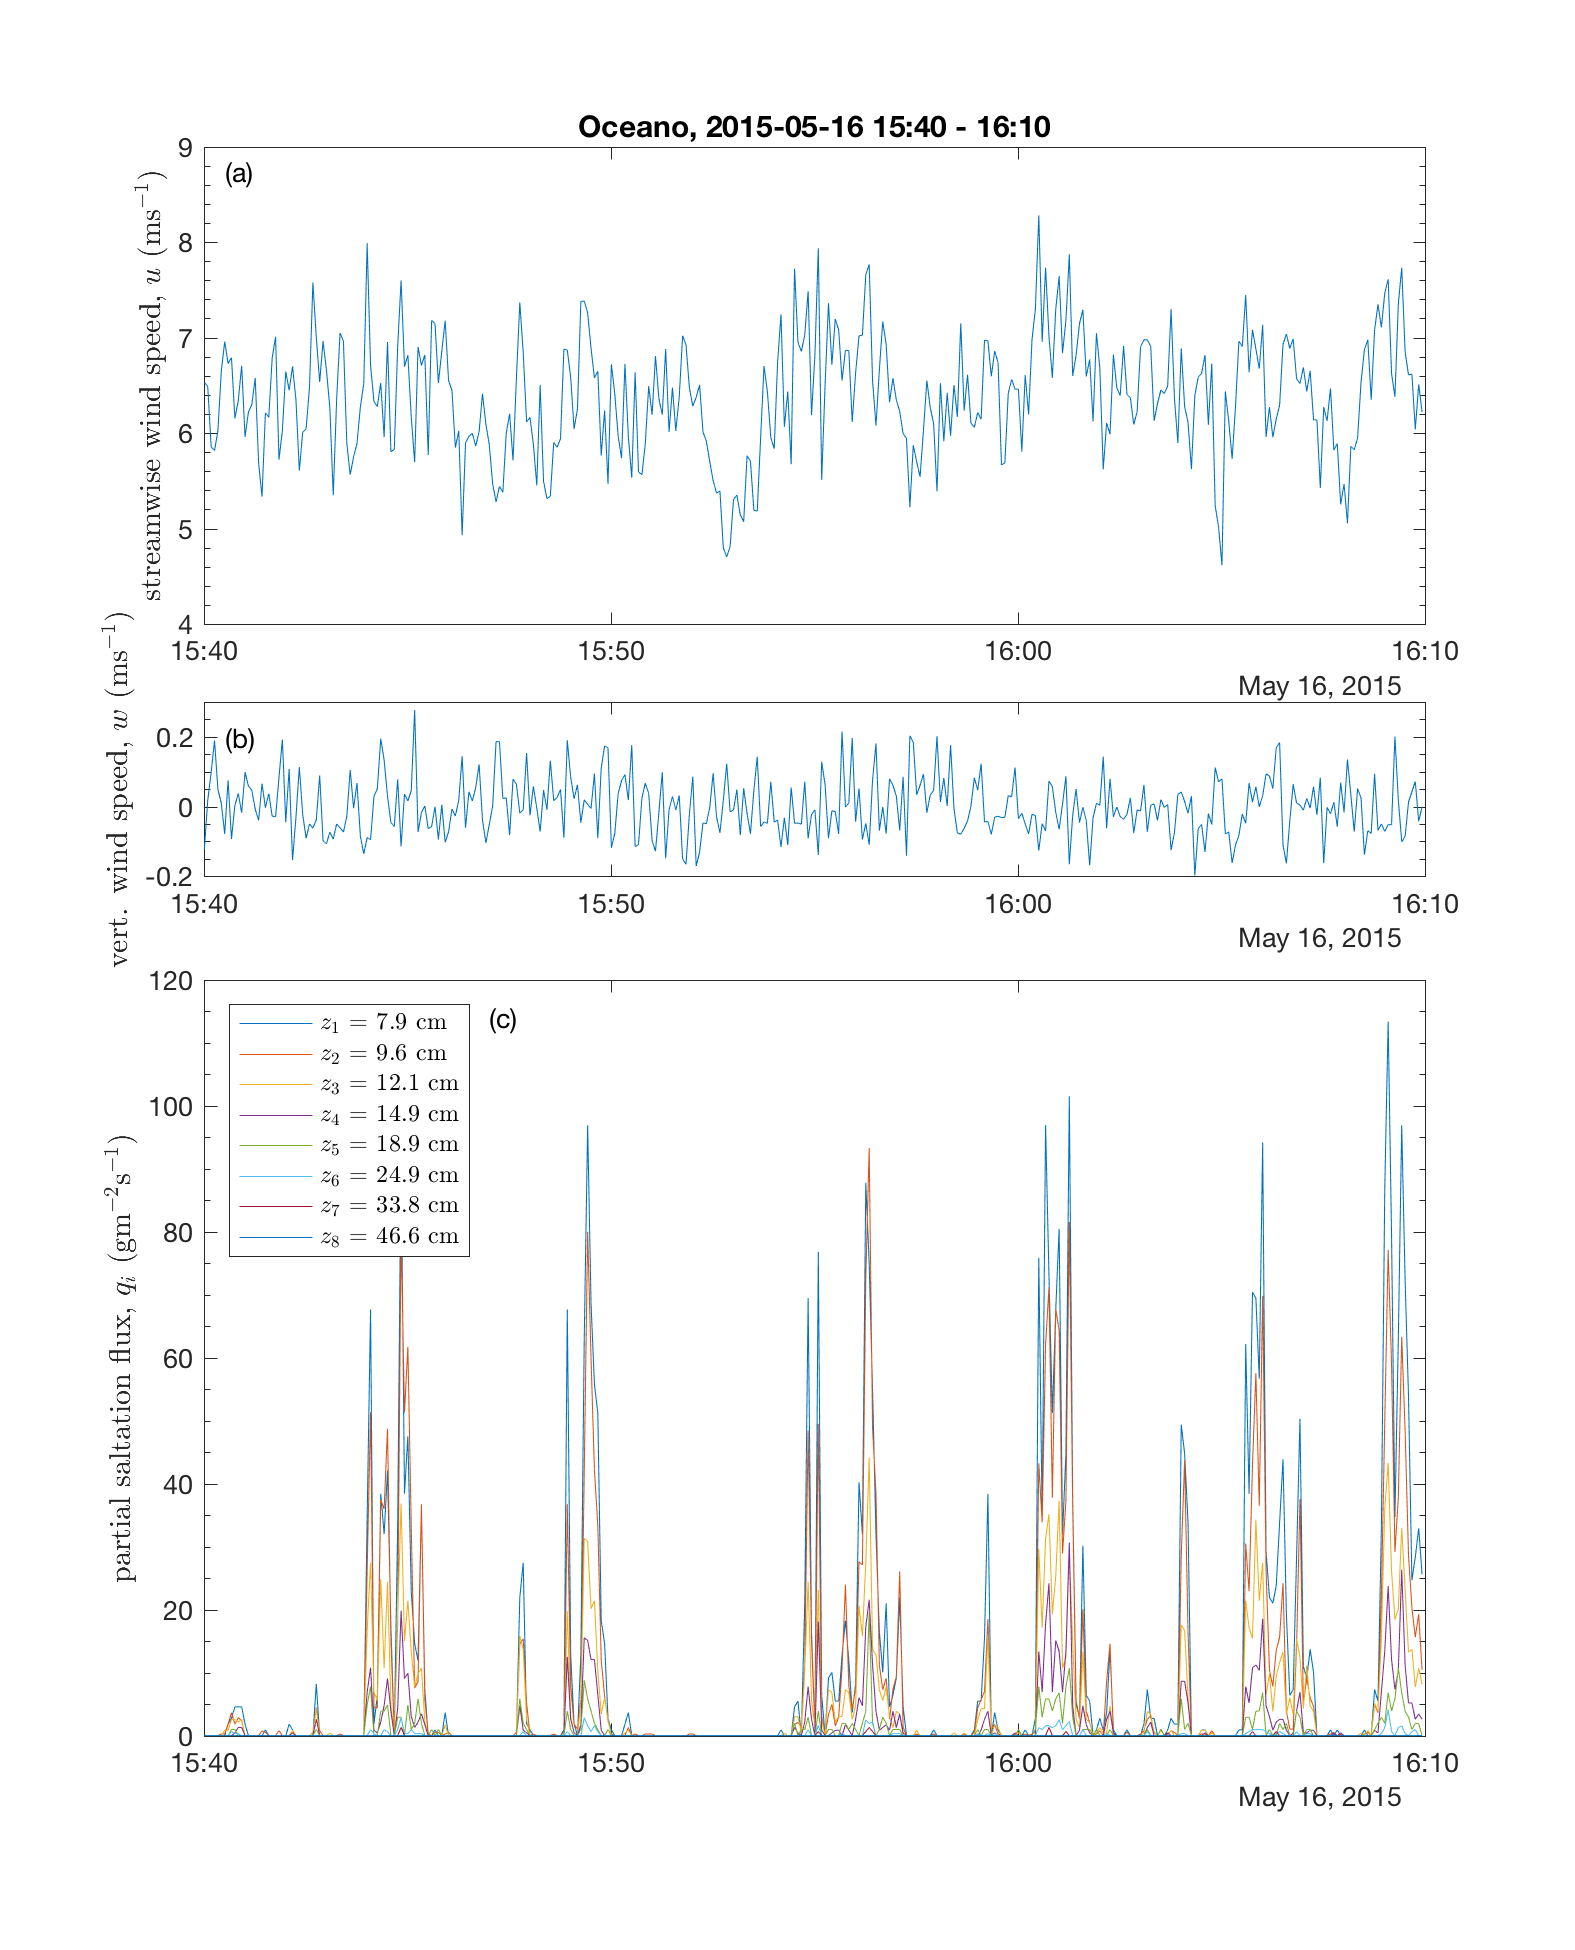 Oceano, 2015-05-16 15:40 - 16:10
(a)
streamwise wind speed, u (ms⁻¹)
9
8
7
6
5
4
15:40 15:50 16:00 16:10
May 16, 2015
(b)
vert. wind speed, w (ms⁻¹)
0.2
0
-0.2
15:40 15:50 16:00 16:10
May 16, 2015
(c)
partial saltation flux, qᵢ (gm⁻²s⁻¹)
120
100
80
60
40
20
0
z₁ = 7.9 cm
z₂ = 9.6 cm
z₃ = 12.1 cm
z₄ = 14.9 cm
z₅ = 18.9 cm
z₆ = 24.9 cm
z₇ = 33.8 cm
z₈ = 46.6 cm
15:40 15:50 16:00 16:10
May 16, 2015